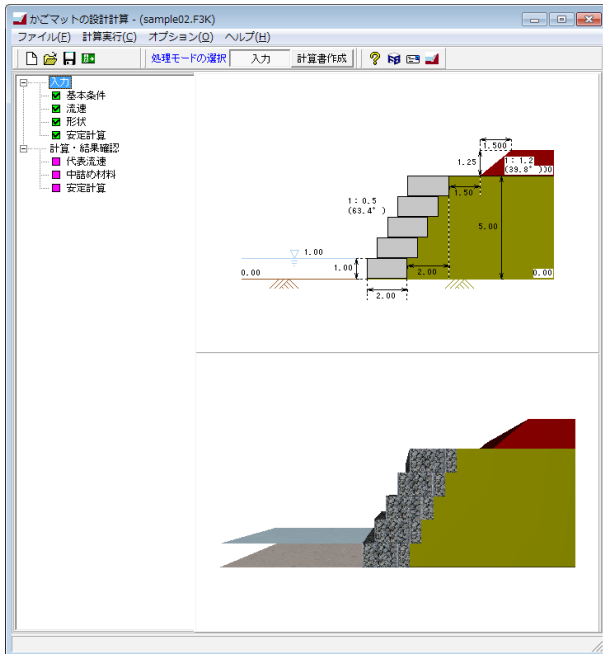 かごマットの設計計算 - (sample02.F3K)
ファイル(F) 計算実行(C) オプション(O) ヘルプ(H)
処理モードの選択 入力 計算書作成
入力
基本条件
流速
形状
安定計算
計算・結果確認
代表流速
中詰め材料
安定計算
1.500
1.25
1: 1.2
(39.8°)
1.50
1: 0.5
(63.4°)
5.00
1.00
0.00
1.00
2.00
0.00
2.00